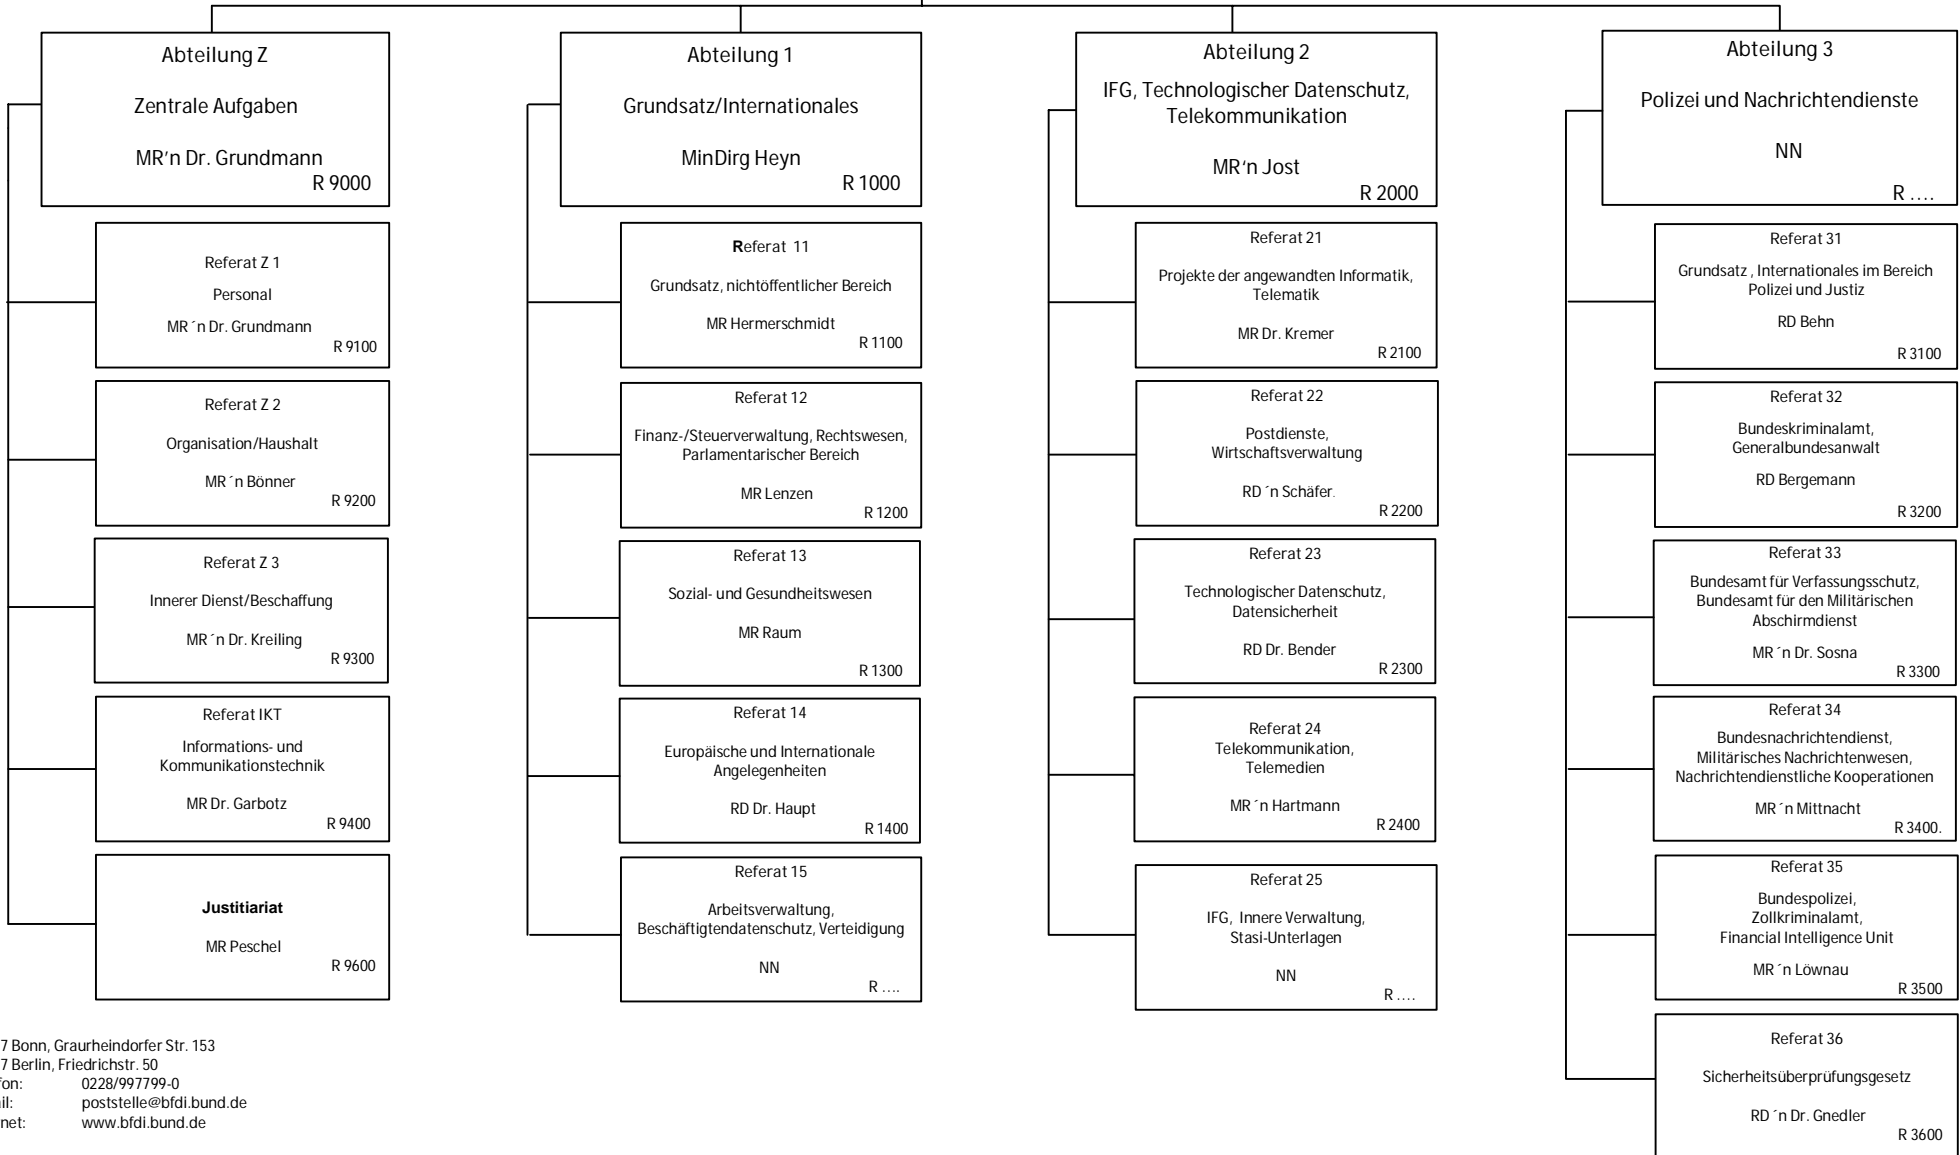 Abteilung Z
Zentrale Aufgaben
MR'n Dr. Grundmann
R 9000
Referat Z 1
Personal
MR ´n Dr. Grundmann
R 9100
Referat Z 2
Organisation/Haushalt
MR ´n Bönner
R 9200
Referat Z 3
Innerer Dienst/Beschaffung
MR ´n Dr. Kreiling
R 9300
Referat IKT
Informations- und
Kommunikationstechnik
MR Dr. Garbotz
R 9400
Justitiariat
MR Peschel
R 9600
Abteilung 1
Grundsatz/Internationales
MinDirg Heyn
R 1000
Referat 11
Grundsatz, nichtöffentlicher Bereich
MR Hermerschmidt
R 1100
Referat 12
Finanz-/Steuerverwaltung, Rechtswesen,
Parlamentarischer Bereich
MR Lenzen
R 1200
Referat 13
Sozial- und Gesundheitswesen
MR Raum
R 1300
Referat 14
Europäische und Internationale
Angelegenheiten
RD Dr. Haupt
R 1400
Referat 15
Arbeitsverwaltung,
Beschäftigtendatenschutz, Verteidigung
NN
R ….
Abteilung 2
IFG, Technologischer Datenschutz,
Telekommunikation
MR'n Jost
R 2000
Referat 21
Projekte der angewandten Informatik,
Telematik
MR Dr. Kremer
R 2100
Referat 22
Postdienste,
Wirtschaftsverwaltung
RD ´n Schäfer.
R 2200
Referat 23
Technologischer Datenschutz,
Datensicherheit
RD Dr. Bender
R 2300
Referat 24
Telekommunikation,
Telemedien
MR ´n Hartmann
R 2400
Referat 25
IFG, Innere Verwaltung,
Stasi-Unterlagen
NN
R ….
Abteilung 3
Polizei und Nachrichtendienste
NN
R ….
Referat 31
Grundsatz , Internationales im Bereich
Polizei und Justiz
RD Behn
R 3100
Referat 32
Bundeskriminalamt,
Generalbundesanwalt
RD Bergemann
R 3200
Referat 33
Bundesamt für Verfassungsschutz,
Bundesamt für den Militärischen
Abschirmdienst
MR ´n Dr. Sosna
R 3300
Referat 34
Bundesnachrichtendienst,
Militärisches Nachrichtenwesen,
Nachrichtendienstliche Kooperationen
MR ´n Mittnacht
R 3400.
Referat 35
Bundespolizei,
Zollkriminalamt,
Financial Intelligence Unit
MR ´n Löwnau
R 3500
Referat 36
Sicherheitsüberprüfungsgesetz
RD ´n Dr. Gnedler
R 3600
7 Bonn, Graurheindorfer Str. 153
7 Berlin, Friedrichstr. 50
fon: 0228/997799-0
il: poststelle@bfdi.bund.de
net: www.bfdi.bund.de